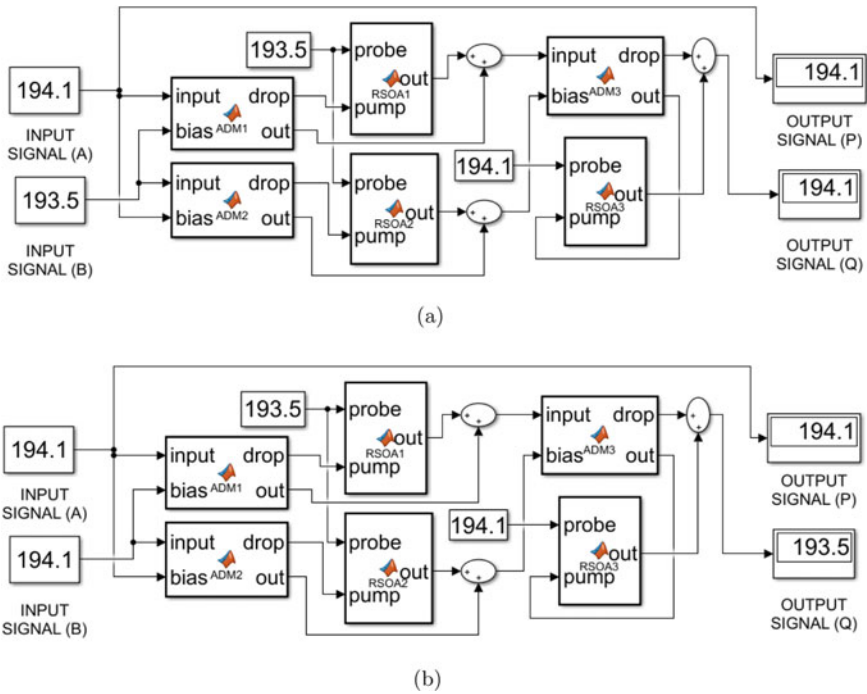 193.5
probe
out
RSOA1
pump
input
drop
bias
ADM3
out
194.1
194.1
input
drop
bias
ADM1
out
INPUT
SIGNAL (A)
OUTPUT
SIGNAL (P)
194.1
probe
out
RSOA3
pump
193.5
input
drop
bias
ADM2
out
probe
out
RSOA2
pump
194.1
INPUT
SIGNAL (B)
OUTPUT
SIGNAL (Q)
(a)
193.5
probe
out
RSOA1
pump
input
drop
bias
ADM3
out
194.1
194.1
input
drop
bias
ADM1
out
INPUT
SIGNAL (A)
OUTPUT
SIGNAL (P)
194.1
probe
out
RSOA3
pump
194.1
input
drop
bias
ADM2
out
probe
out
RSOA2
pump
193.5
INPUT
SIGNAL (B)
OUTPUT
SIGNAL (Q)
(b)